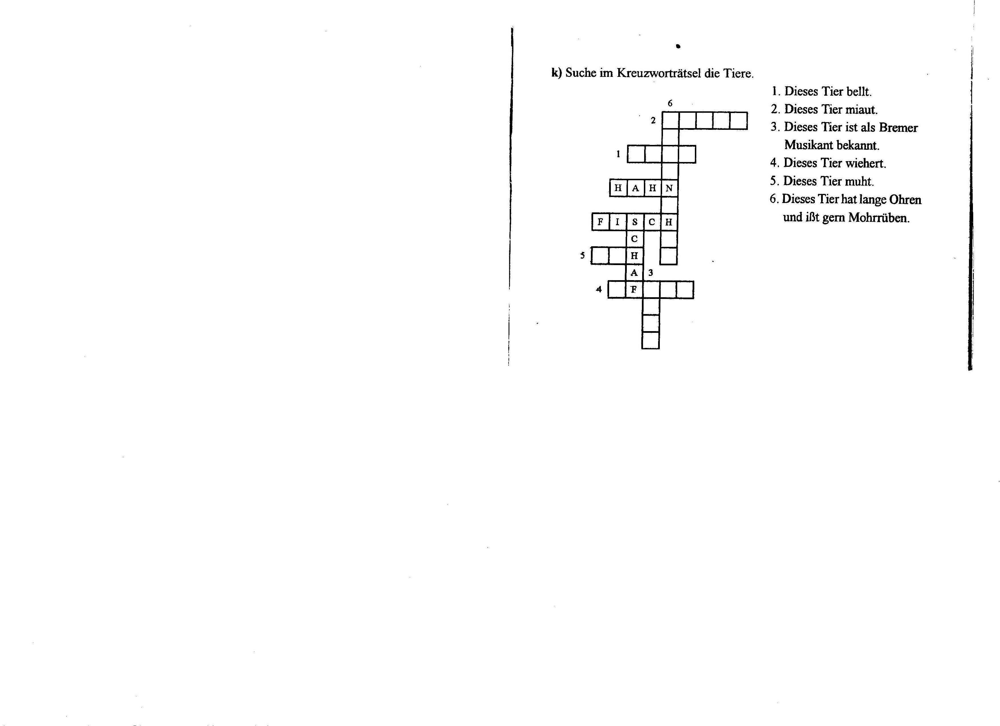 k) Suche im Kreuzworträtsel die Tiere.
1. Dieses Tier bellt.
2. Dieses Tier miaut.
3. Dieses Tier ist als Bremer
Musikant bekannt.
4. Dieses Tier wiehert.
5. Dieses Tier muht.
6. Dieses Tier hat lange Ohren
und ißt gern Mohrrüben.
6
2
1
H A H N
F I S C H
C
5 H
A 3
4 F